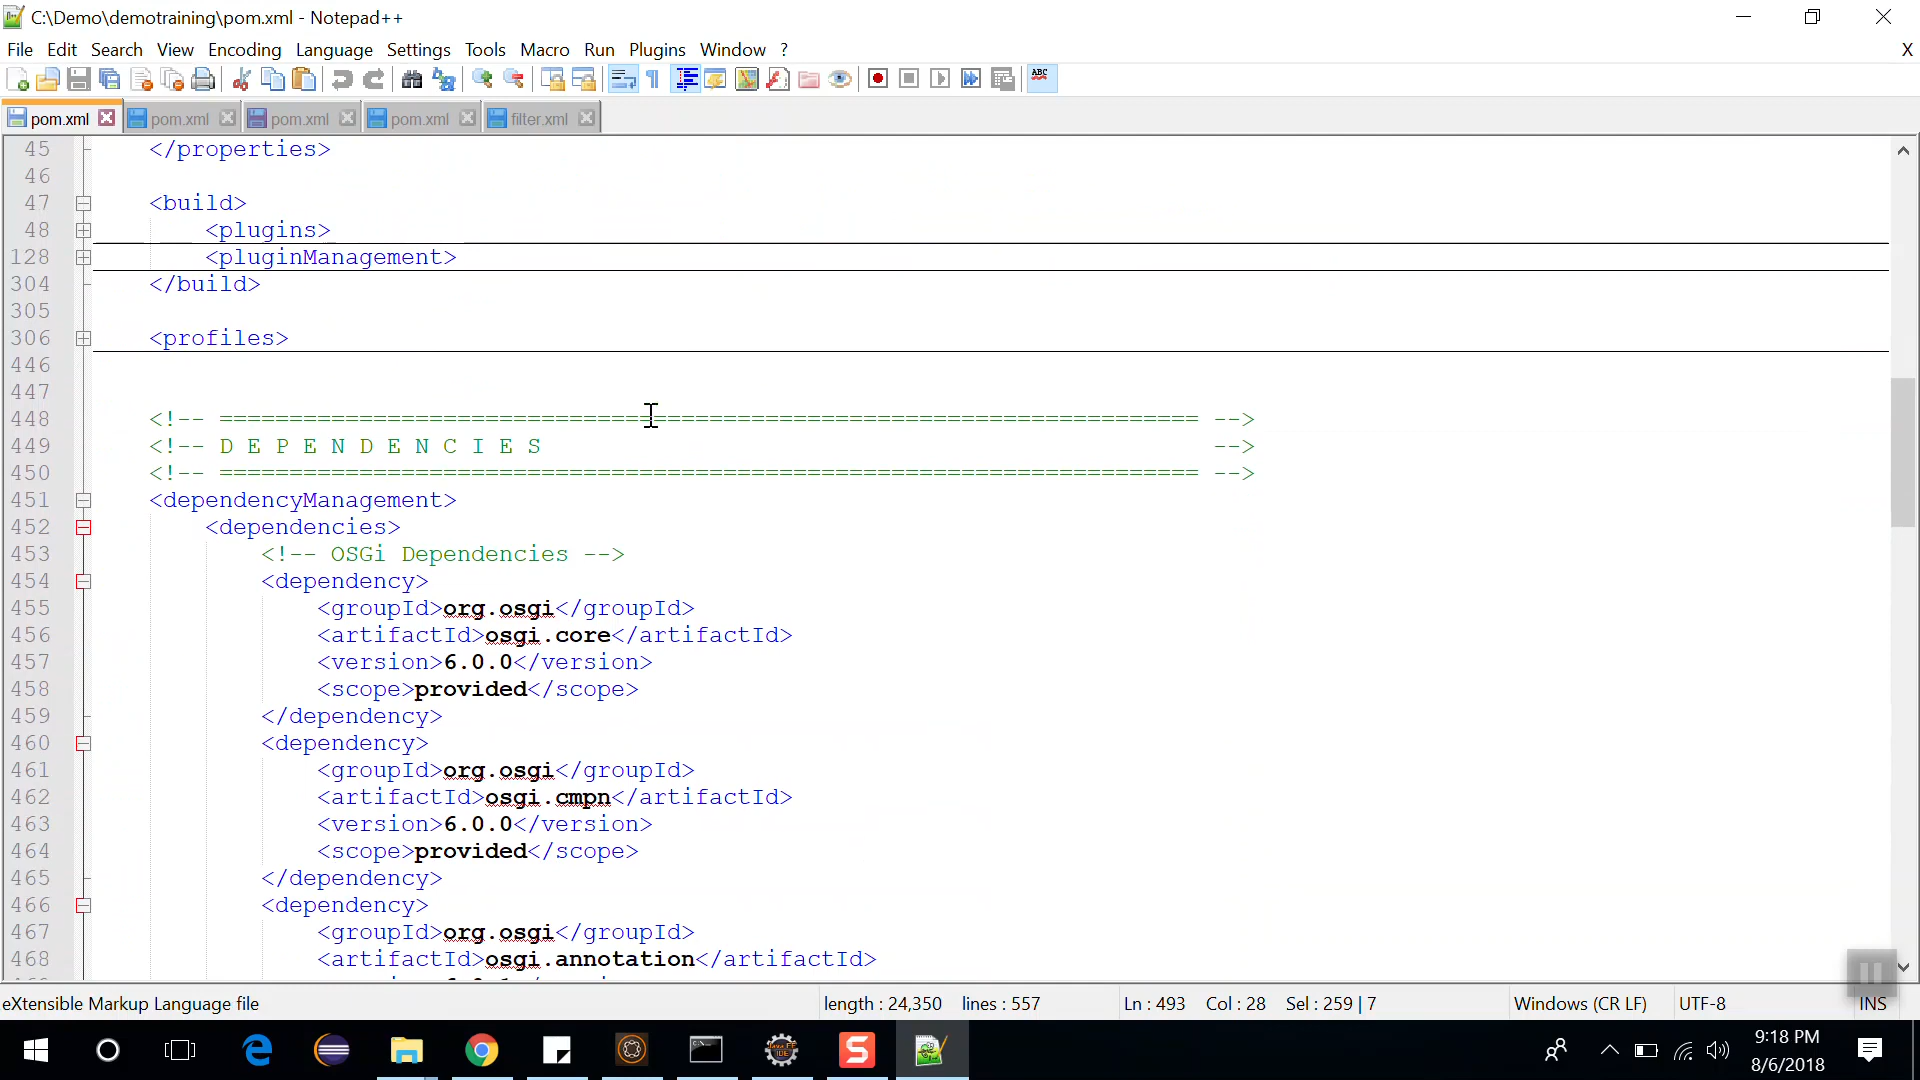 C:\Demo\demotraining\pom.xml - Notepad++
File Edit Search View Encoding Language Settings Tools Macro Run Plugins Window ? X
ABC
pom.xml pom.xml pom.xml pom.xml filter.xml
45 </properties>
46
47 <build>
48 <plugins>
128 <pluginManagement>
304 </build>
305
306 <profiles>
446
447
448 <!-- ====================================================================== -->
449 <!-- D E P E N D E N C I E S -->
450 <!-- ====================================================================== -->
451 <dependencyManagement>
452 <dependencies>
453 <!-- OSGi Dependencies -->
454 <dependency>
455 <groupId>org.osgi</groupId>
456 <artifactId>osgi.core</artifactId>
457 <version>6.0.0</version>
458 <scope>provided</scope>
459 </dependency>
460 <dependency>
461 <groupId>org.osgi</groupId>
462 <artifactId>osgi.cmpn</artifactId>
463 <version>6.0.0</version>
464 <scope>provided</scope>
465 </dependency>
466 <dependency>
467 <groupId>org.osgi</groupId>
468 <artifactId>osgi.annotation</artifactId>
eXtensible Markup Language file length : 24,350 lines : 557 Ln : 493 Col : 28 Sel : 259 | 7 Windows (CR LF) UTF-8 INS
9:18 PM
8/6/2018